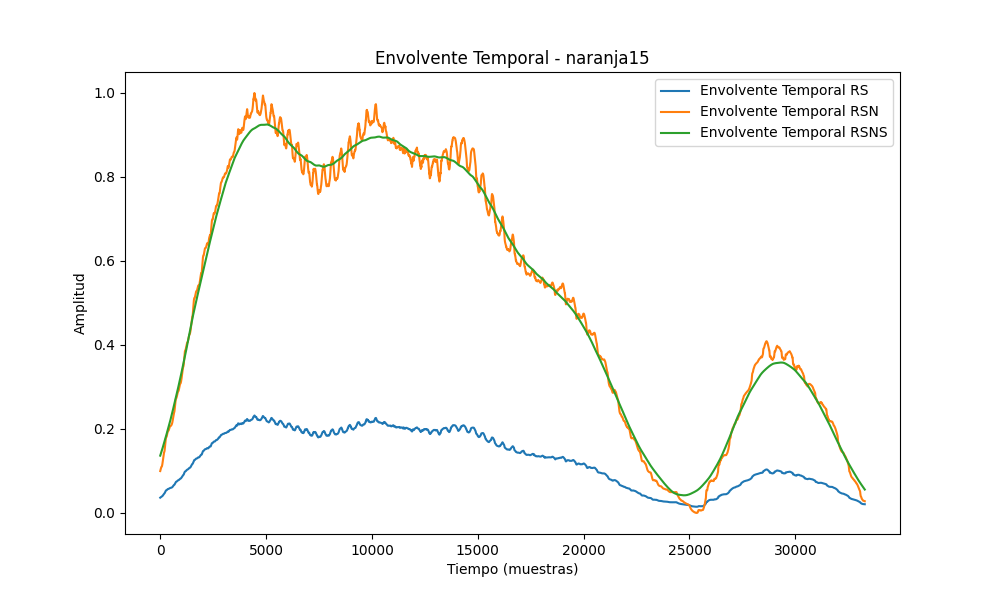 Envolvente Temporal - naranja15
Envolvente Temporal RS
Envolvente Temporal RSN
Envolvente Temporal RSNS
Amplitud
1.0
0.8
0.6
0.4
0.2
0.0
0 5000 10000 15000 20000 25000 30000
Tiempo (muestras)